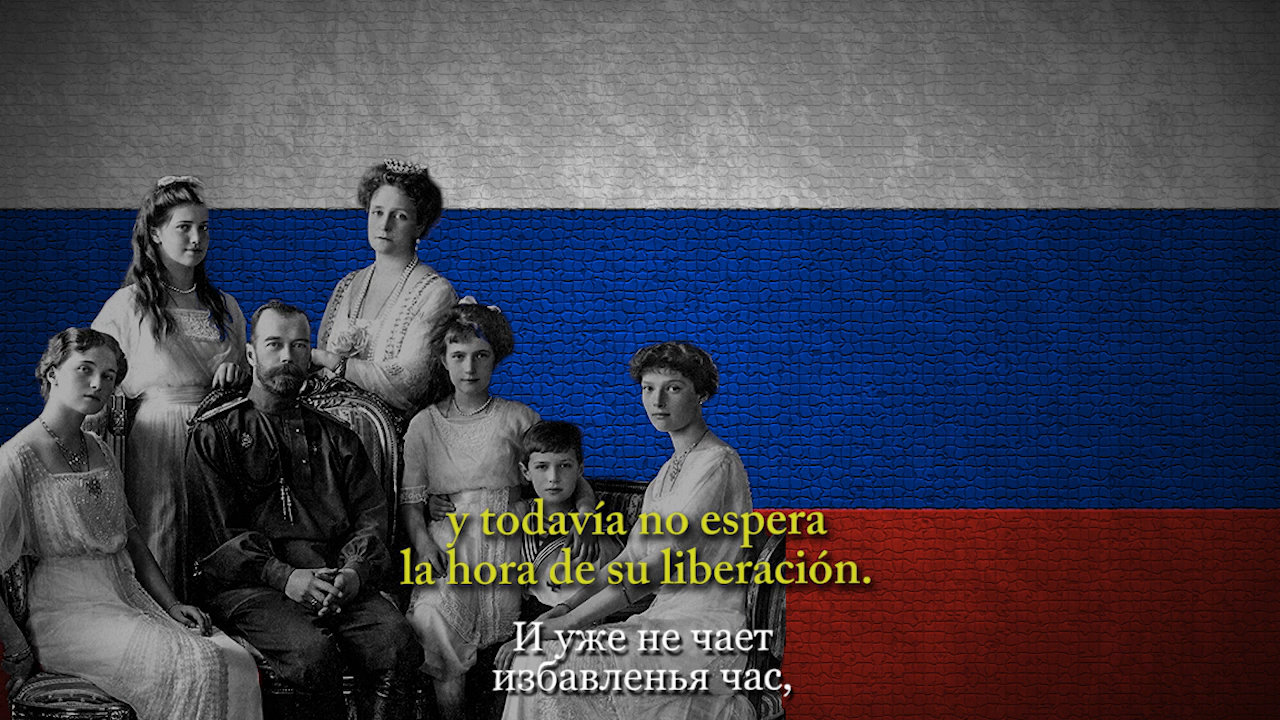 y todavía no espera
la hora de su liberación.
И уже не чает
избавленья час,